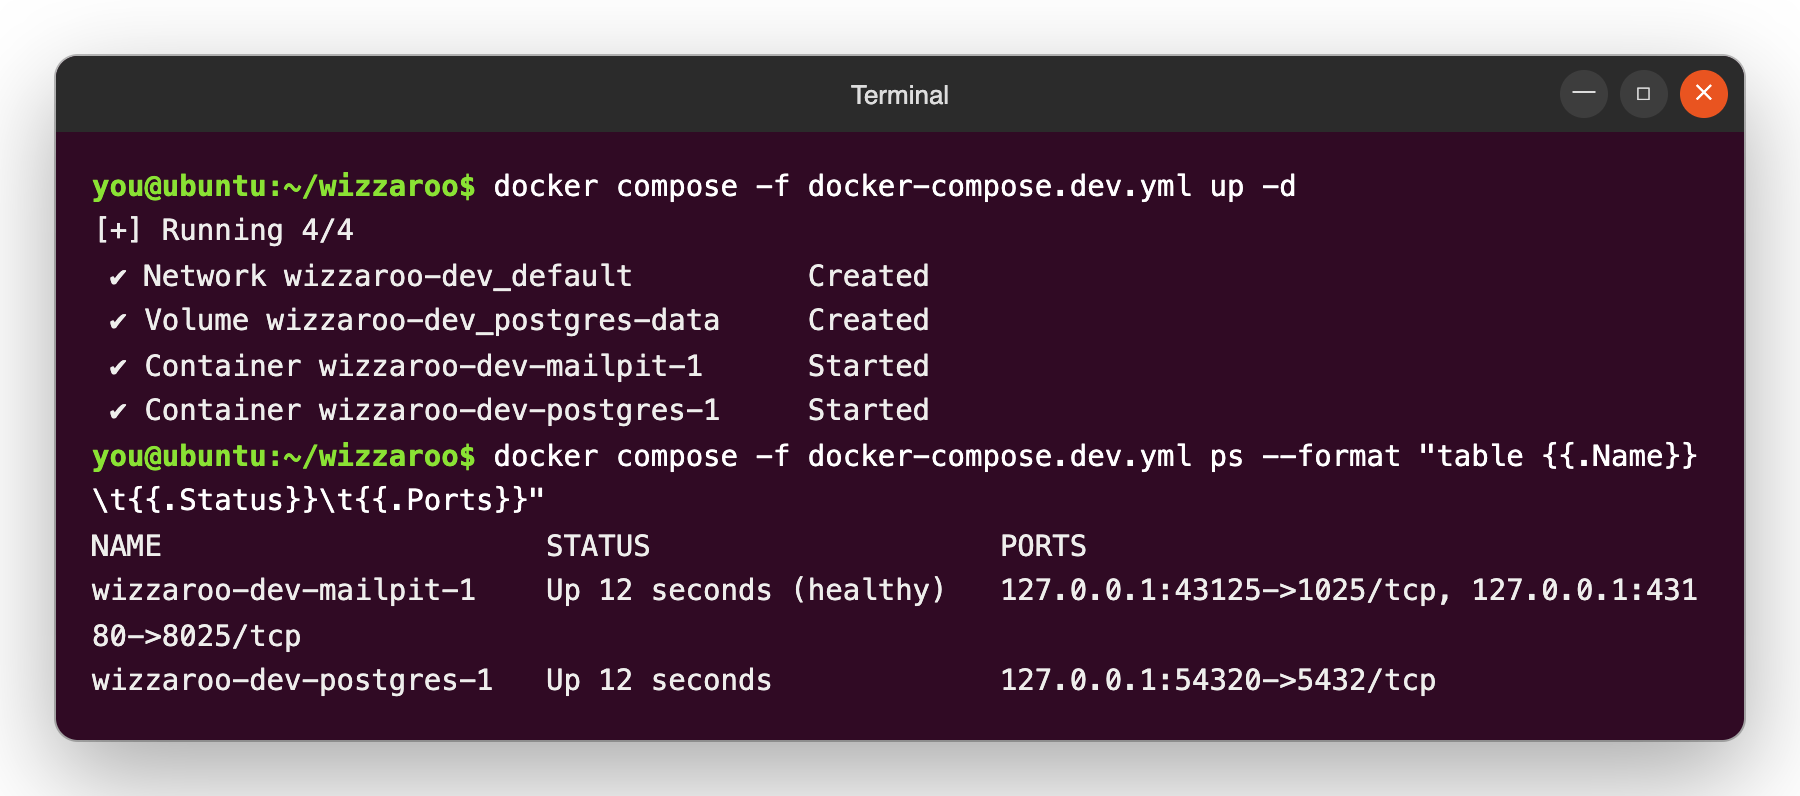 Terminal
you@ubuntu:~/wizzaroo$ docker compose -f docker-compose.dev.yml up -d
[+] Running 4/4
✔ Network wizzaroo-dev_default Created
✔ Volume wizzaroo-dev_postgres-data Created
✔ Container wizzaroo-dev-mailpit-1 Started
✔ Container wizzaroo-dev-postgres-1 Started
you@ubuntu:~/wizzaroo$ docker compose -f docker-compose.dev.yml ps --format "table {{.Name}}
\t{{.Status}}\t{{.Ports}}"
NAME STATUS PORTS
wizzaroo-dev-mailpit-1 Up 12 seconds (healthy) 127.0.0.1:43125->1025/tcp, 127.0.0.1:431
80->8025/tcp
wizzaroo-dev-postgres-1 Up 12 seconds 127.0.0.1:54320->5432/tcp